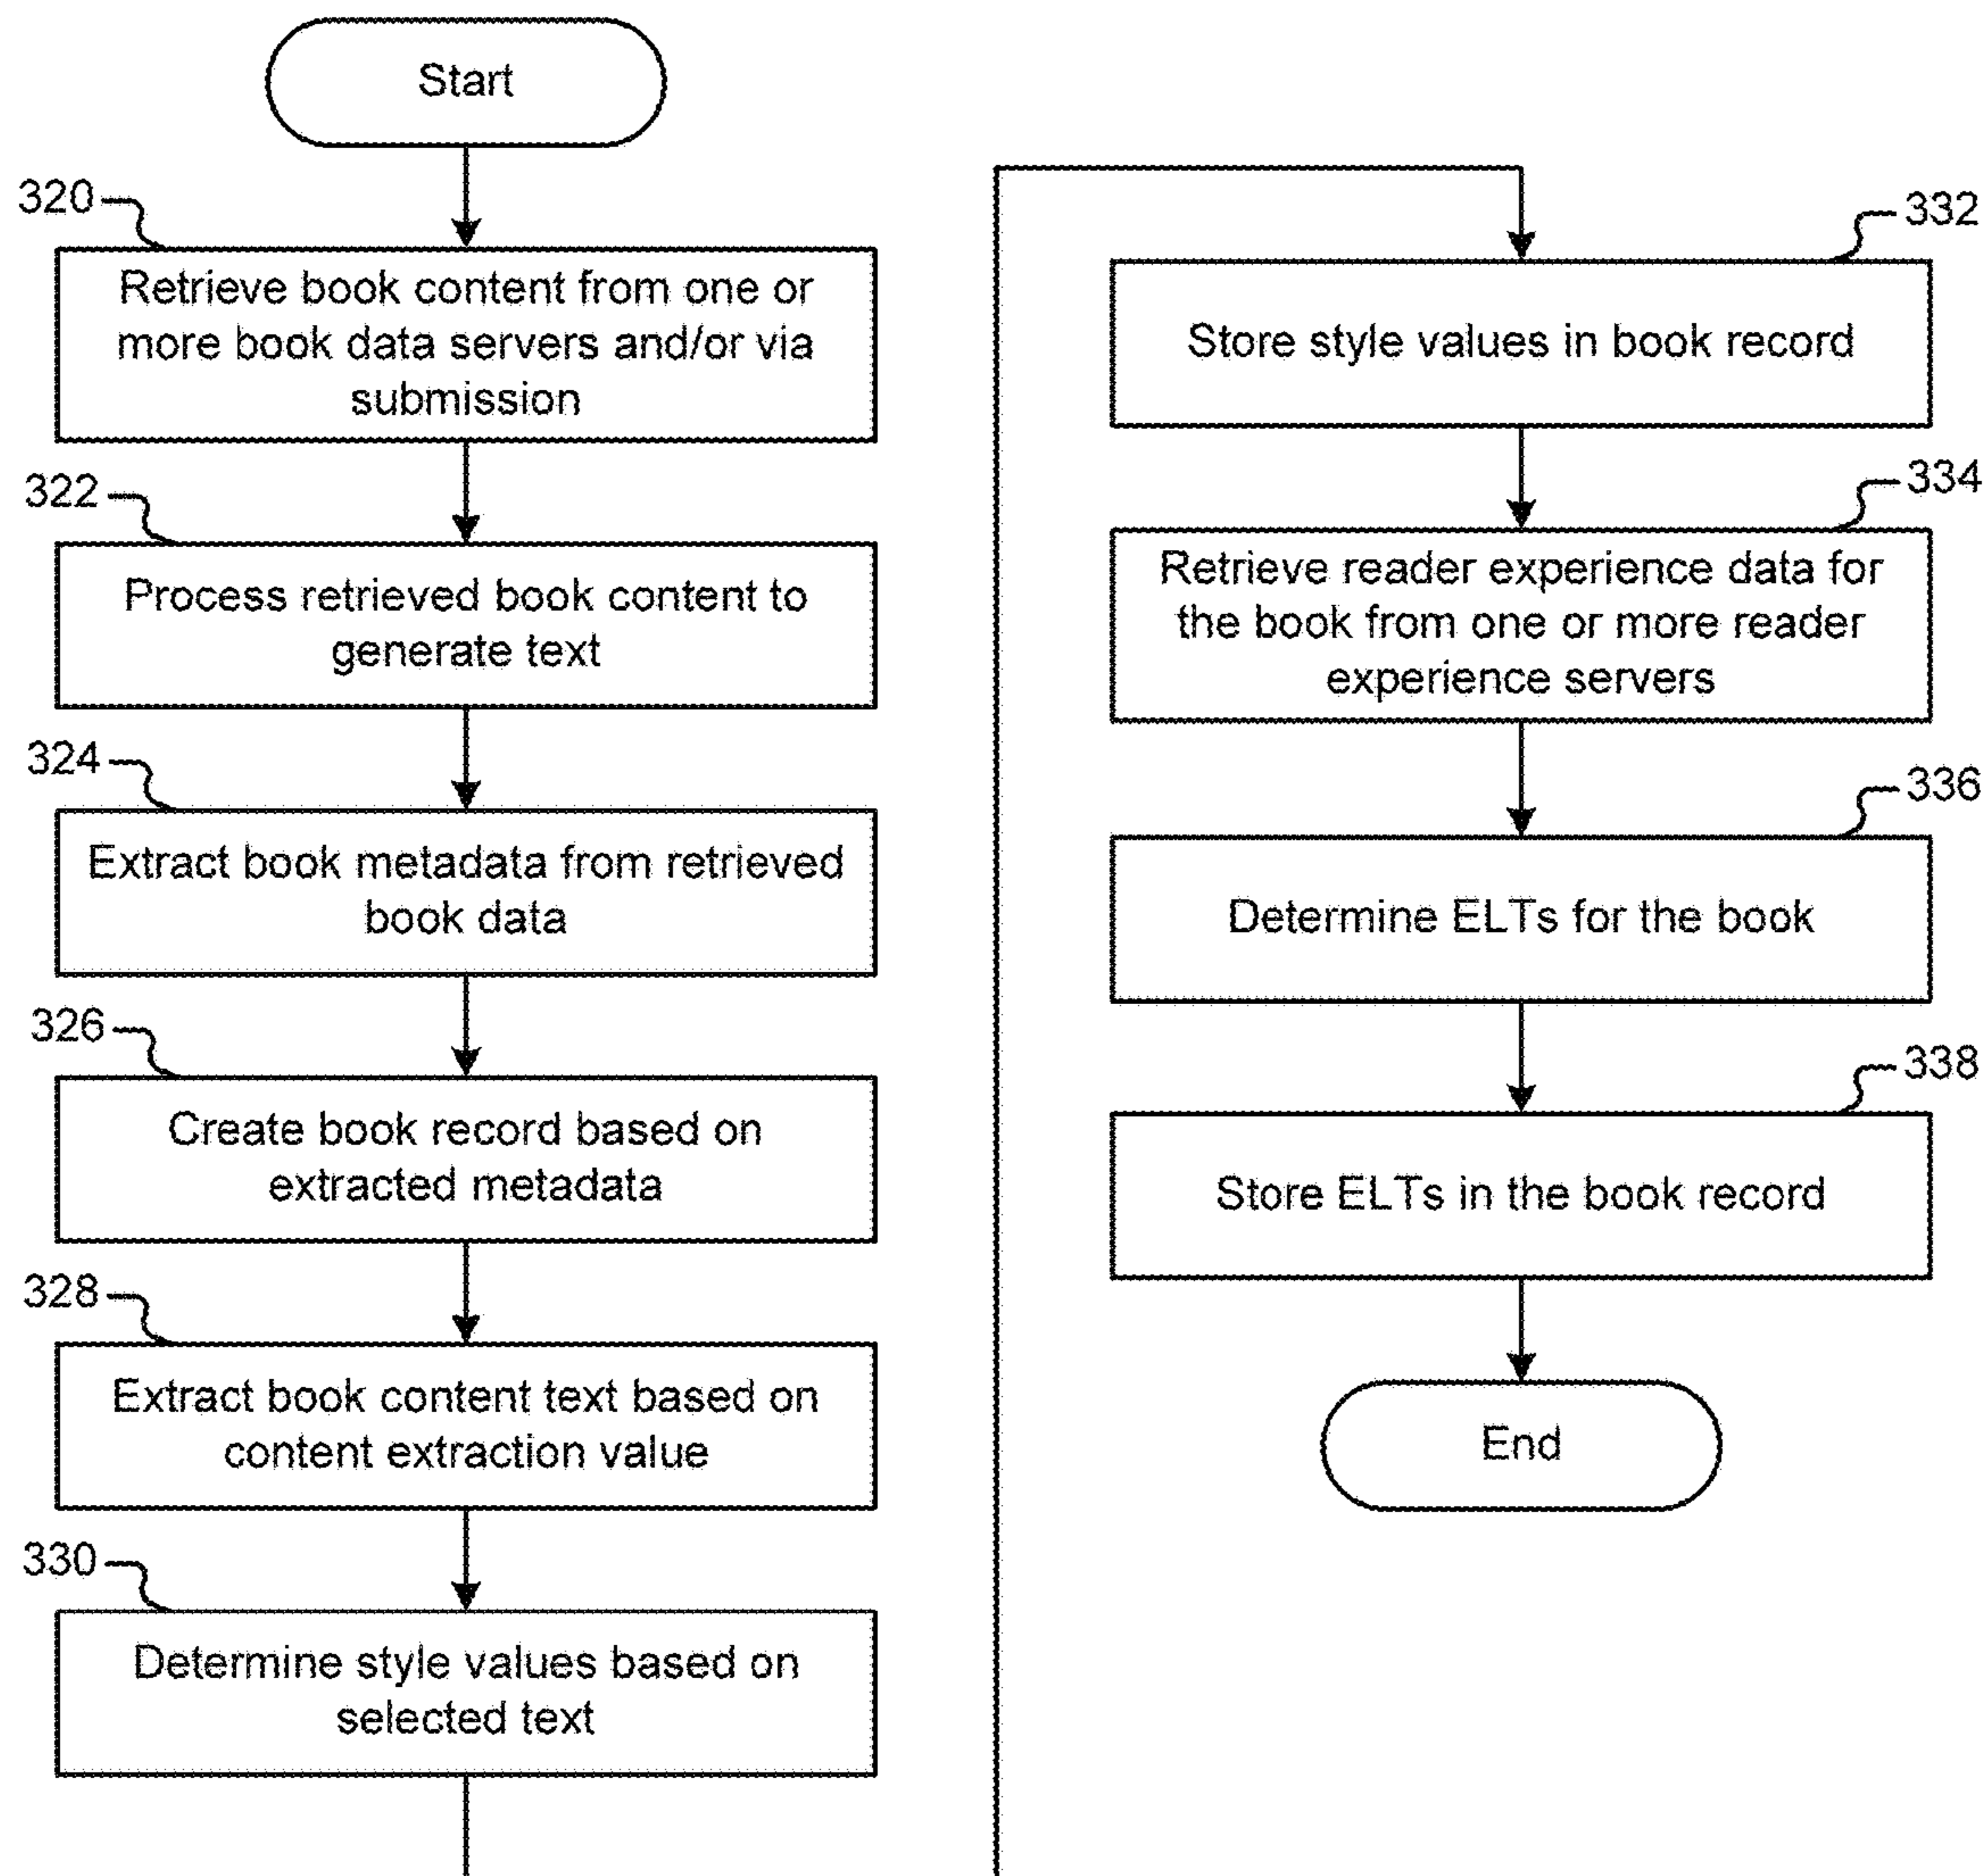 Start
320
Retrieve book content from one or
more book data servers and/or via
submission
322
Process retrieved book content to
generate text
324
Extract book metadata from retrieved
book data
326
Create book record based on
extracted metadata
328
Extract book content text based on
content extraction value
330
Determine style values based on
selected text
332
Store style values in book record
334
Retrieve reader experience data for
the book from one or more reader
experience servers
336
Determine ELTs for the book
338
Store ELTs in the book record
End